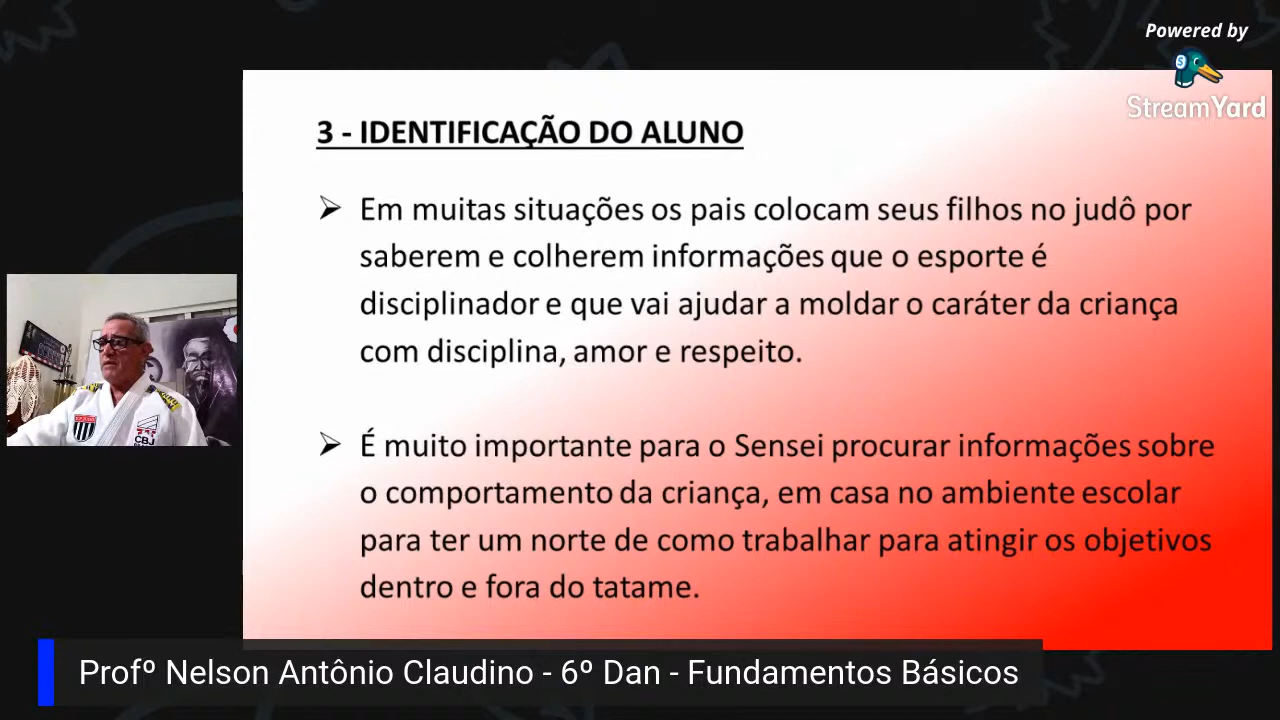 Powered by
StreamYard
3 - IDENTIFICAÇÃO DO ALUNO
➢ Em muitas situações os pais colocam seus filhos no judô por
saberem e colherem informações que o esporte é
disciplinador e que vai ajudar a moldar o caráter da criança
com disciplina, amor e respeito.
➢ É muito importante para o Sensei procurar informações sobre
o comportamento da criança, em casa no ambiente escolar
para ter um norte de como trabalhar para atingir os objetivos
dentro e fora do tatame.
CBJ
Profº Nelson Antônio Claudino - 6º Dan - Fundamentos Básicos